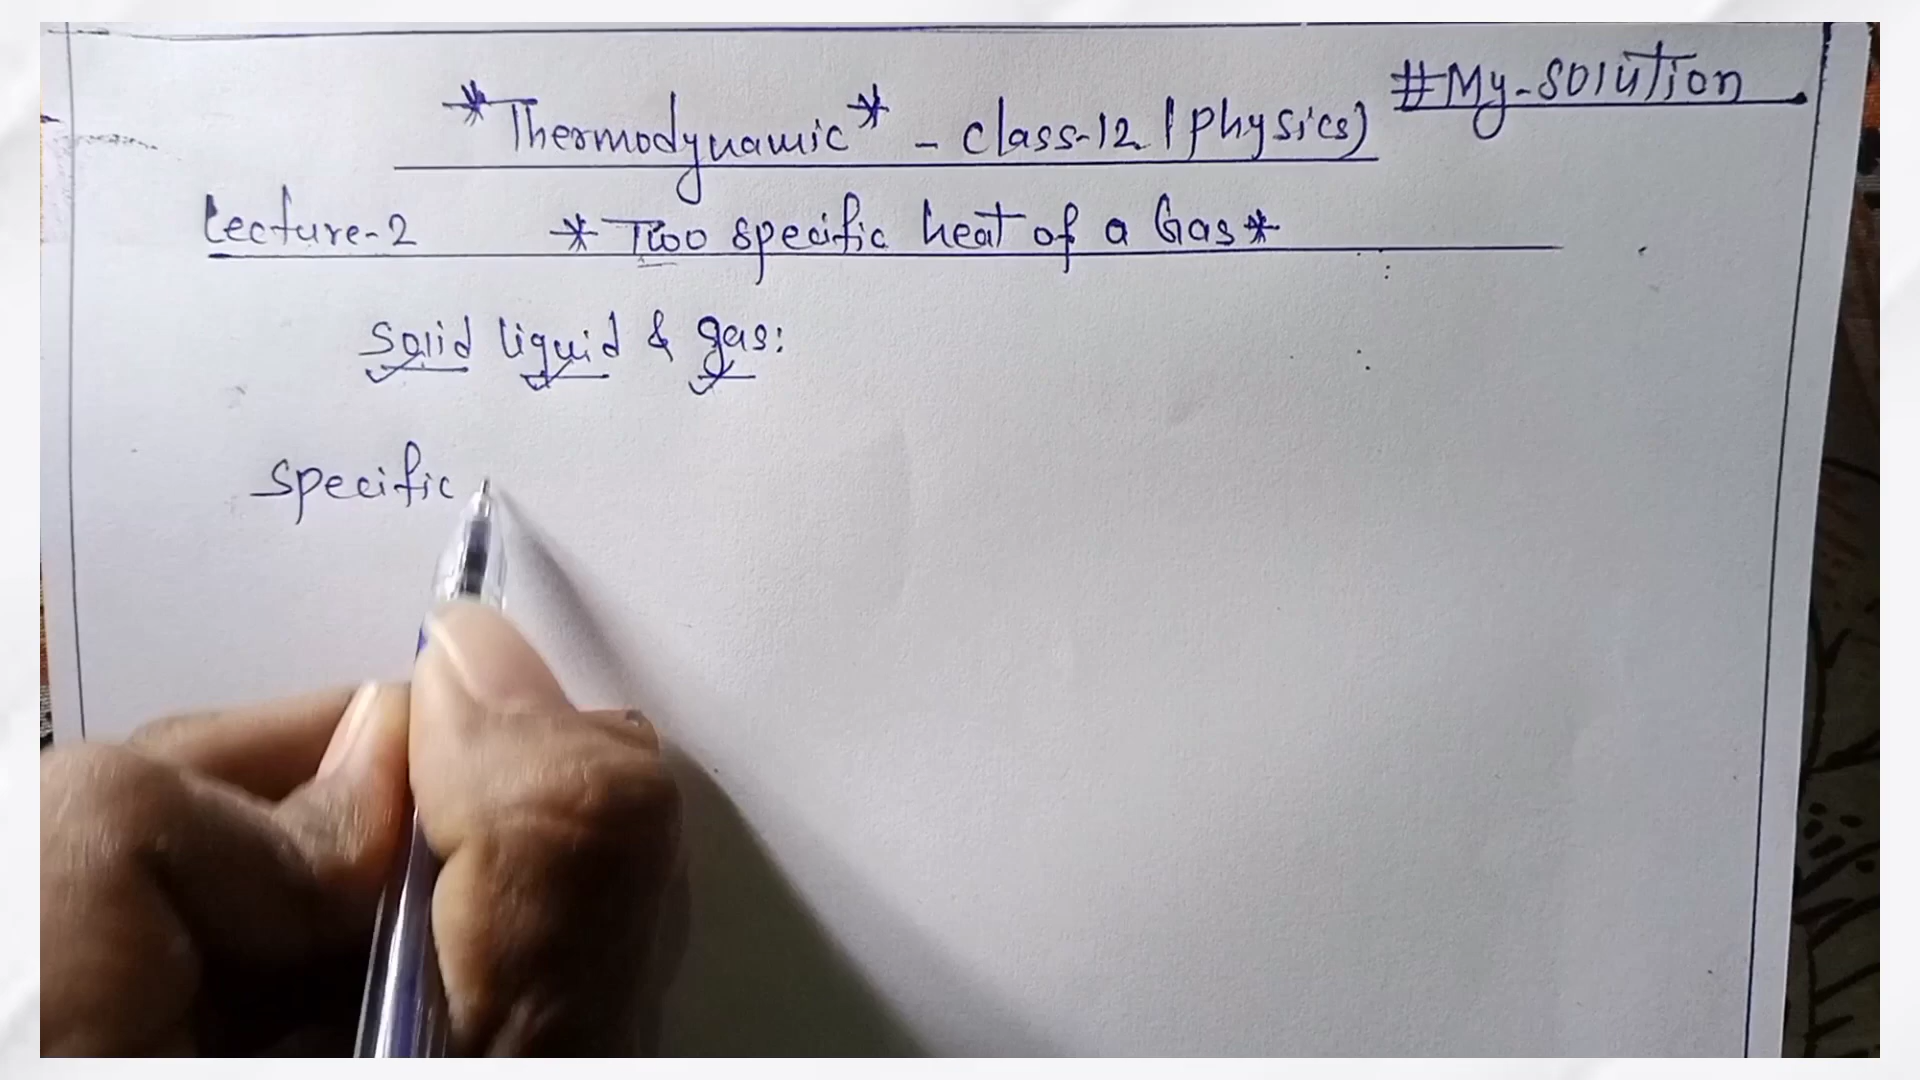 #My-Solution
*Thermodynamic* - class-12 (Physics)
Lecture-2 *Two specific heat of a Gas*
Solid liquid & gas:
Specific